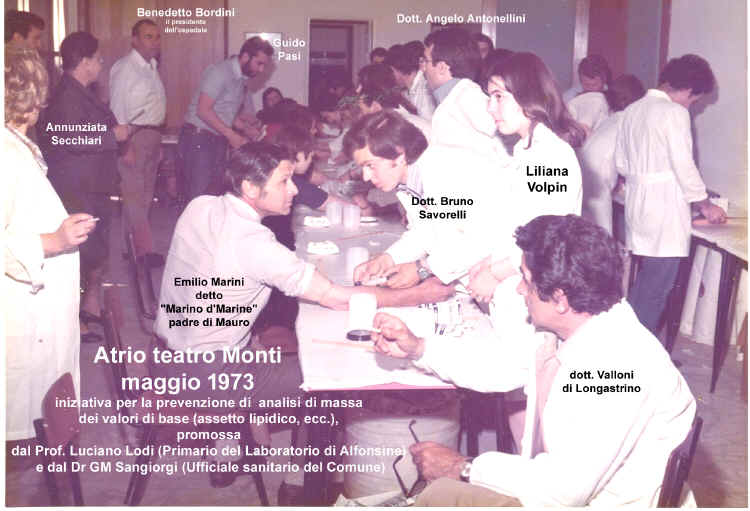 Benedetto Bordini
il presidente
dell'ospedale
Dott. Angelo Antonellini
Guido
Pasi
Annunziata
Secchiari
Liliana
Volpin
Dott. Bruno
Savorelli
Emilio Marini
detto
"Marino d'Marine"
padre di Mauro
dott. Valloni
di Longastrino
Atrio teatro Monti
maggio 1973
iniziativa per la prevenzione di analisi di massa
dei valori di base (assetto lipidico, ecc.),
promossa
dal Prof. Luciano Lodi (Primario del Laboratorio di Alfonsine)
e dal Dr GM Sangiorgi (Ufficiale sanitario del Comune)